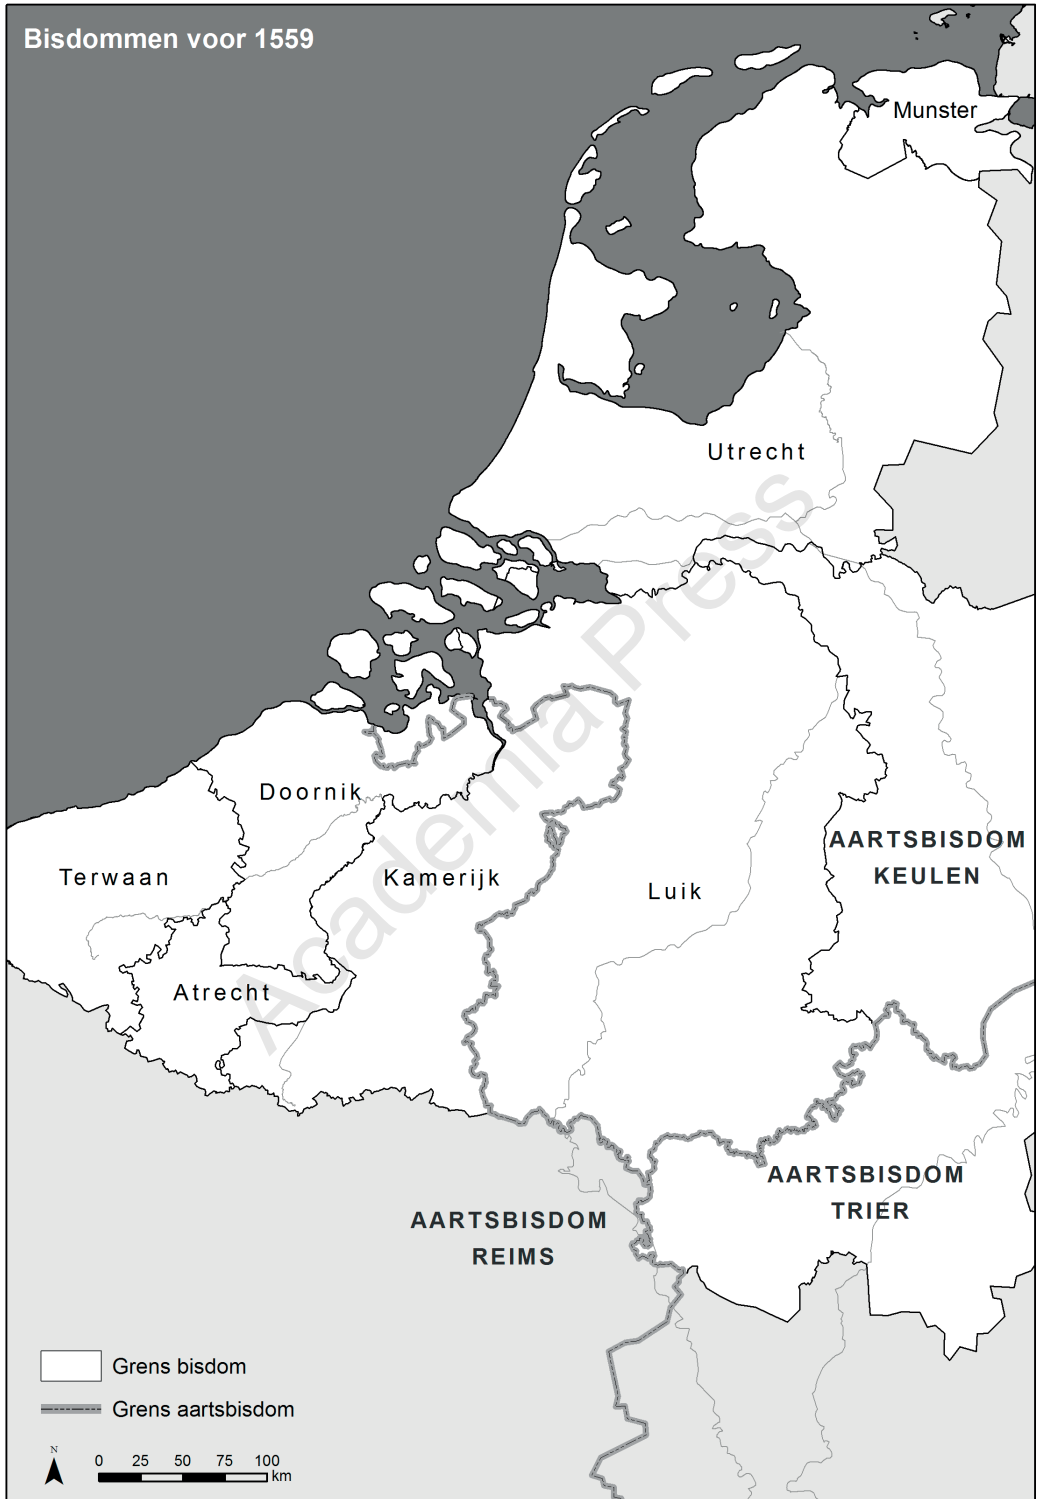 Bisdommen voor 1559
Munster
Utrecht
Doornik
Terwaan
Kamerijk
Luik
AARTSBISDOM
KEULEN
Atrecht
AARTSBISDOM
TRIER
AARTSBISDOM
REIMS
Academia Press
Grens bisdom
Grens aartsbisdom
N
0 25 50 75 100
km